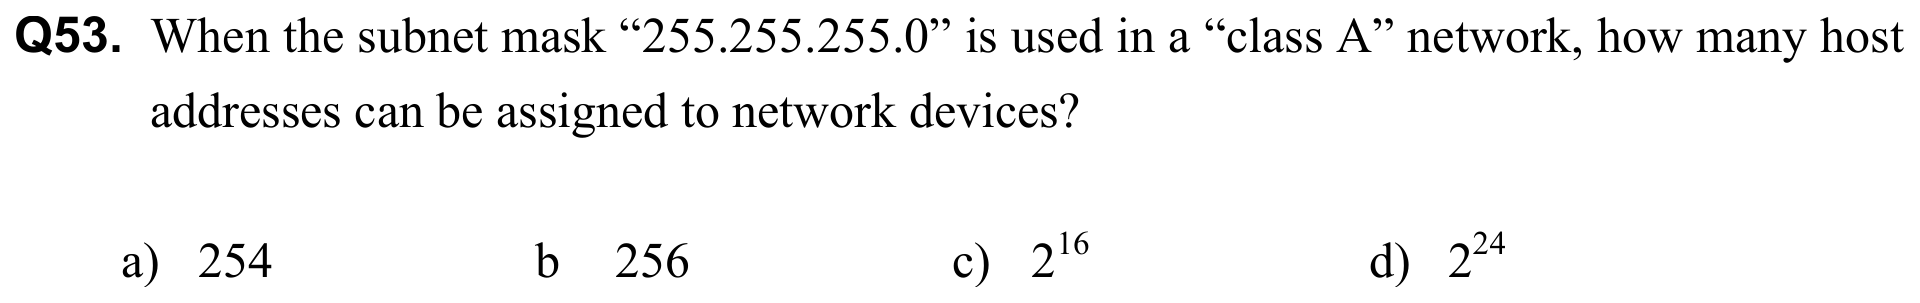 Q53. When the subnet mask “255.255.255.0” is used in a “class A” network, how many host
addresses can be assigned to network devices?
a) 254 b 256 c) 2^16 d) 2^24